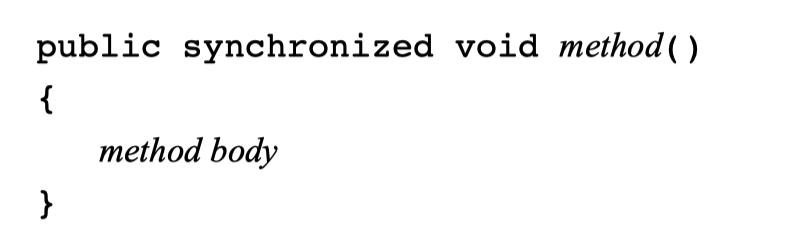 public synchronized void method()
{
method body
}